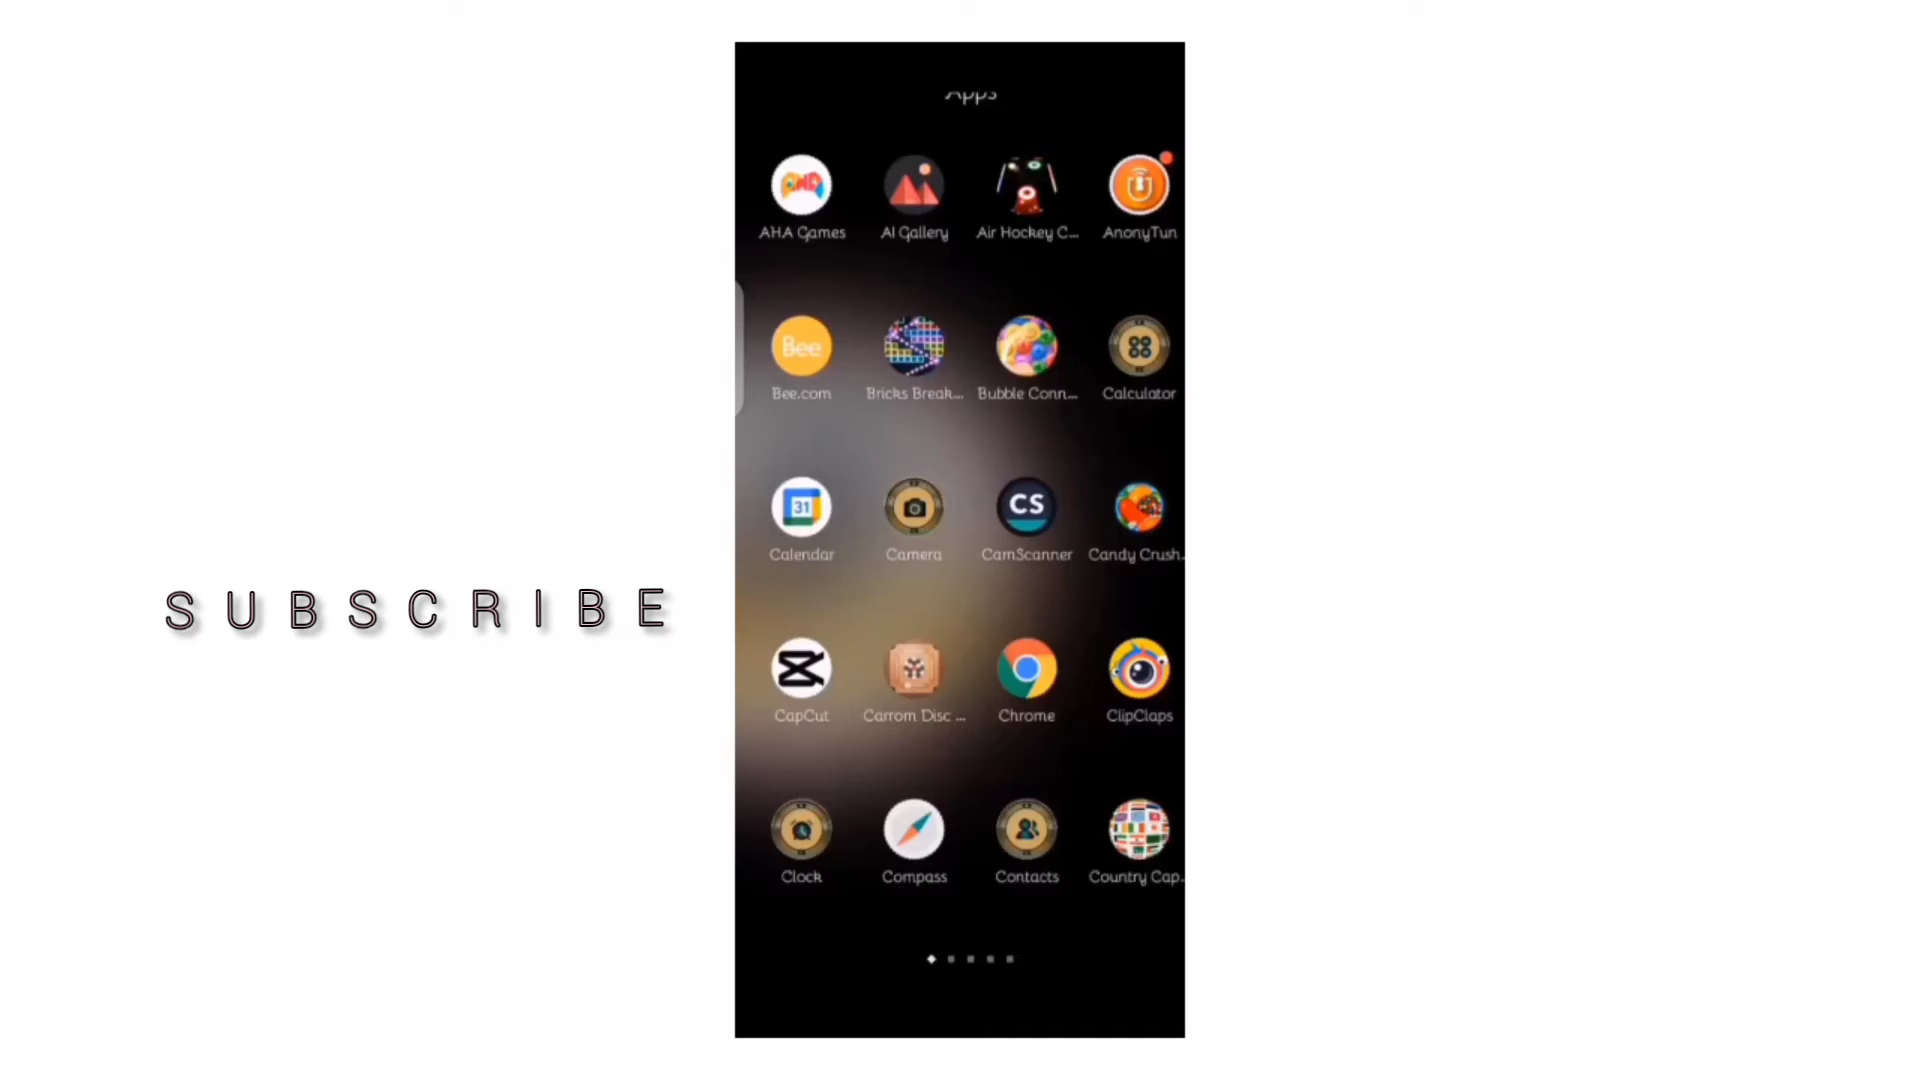 Apps
AHA Games
AI Gallery
Air Hockey C...
AnonyTun
Bee
Bee.com
Bricks Break...
Bubble Conn...
Calculator
31
Calendar
Camera
CS
CamScanner
Candy Crush...
SUBSCRIBE
CapCut
Carrom Disc ...
Chrome
ClipClaps
Clock
Compass
Contacts
Country Cap...